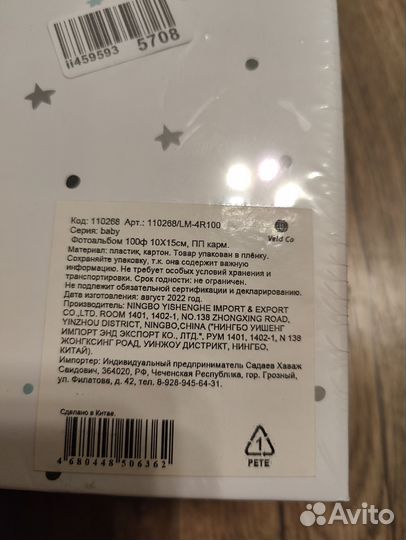 ii459593 5708
Код: 110268 Арт.: 110268/LM-4R100
Серия: baby
Veld Co
Фотоальбом 100ф 10X15см, ПП карм.
Материал: пластик, картон. Товар упакован в плёнку.
Сохраняйте упаковку, т.к. она содержит важную
информацию. Не требует особых условий хранения и
транспортировки. Срок годности: не ограничен.
Не подлежит обязательной сертификации и декларированию.
Дата изготовления: август 2022 год.
Производитель: NINGBO YISHENGHE IMPORT & EXPORT
CO.,LTD. ROOM 1401, 1402-1, NO.138 ZHONGXING ROAD,
YINZHOU DISTRICT, NINGBO,CHINA ("НИНГБО УИШЕНГ
ИМПОРТ ЭНД ЭКСПОРТ КО., ЛТД.", РУМ 1401, 1402-1, N 138
ЖОНГКСИНГ РОАД, УИНЖОУ ДИСТРИКТ, НИНГБО,
КИТАЙ).
Импортер: Индивидуальный предприниматель Садаев Хаваж
Саидович, 364020, РФ, Чеченская Республика, гор. Грозный,
ул. Филатова, д. 42, тел. 8-928-945-64-31.
Сделано в Китае.
4 680448 506362
1
PETE
Avito